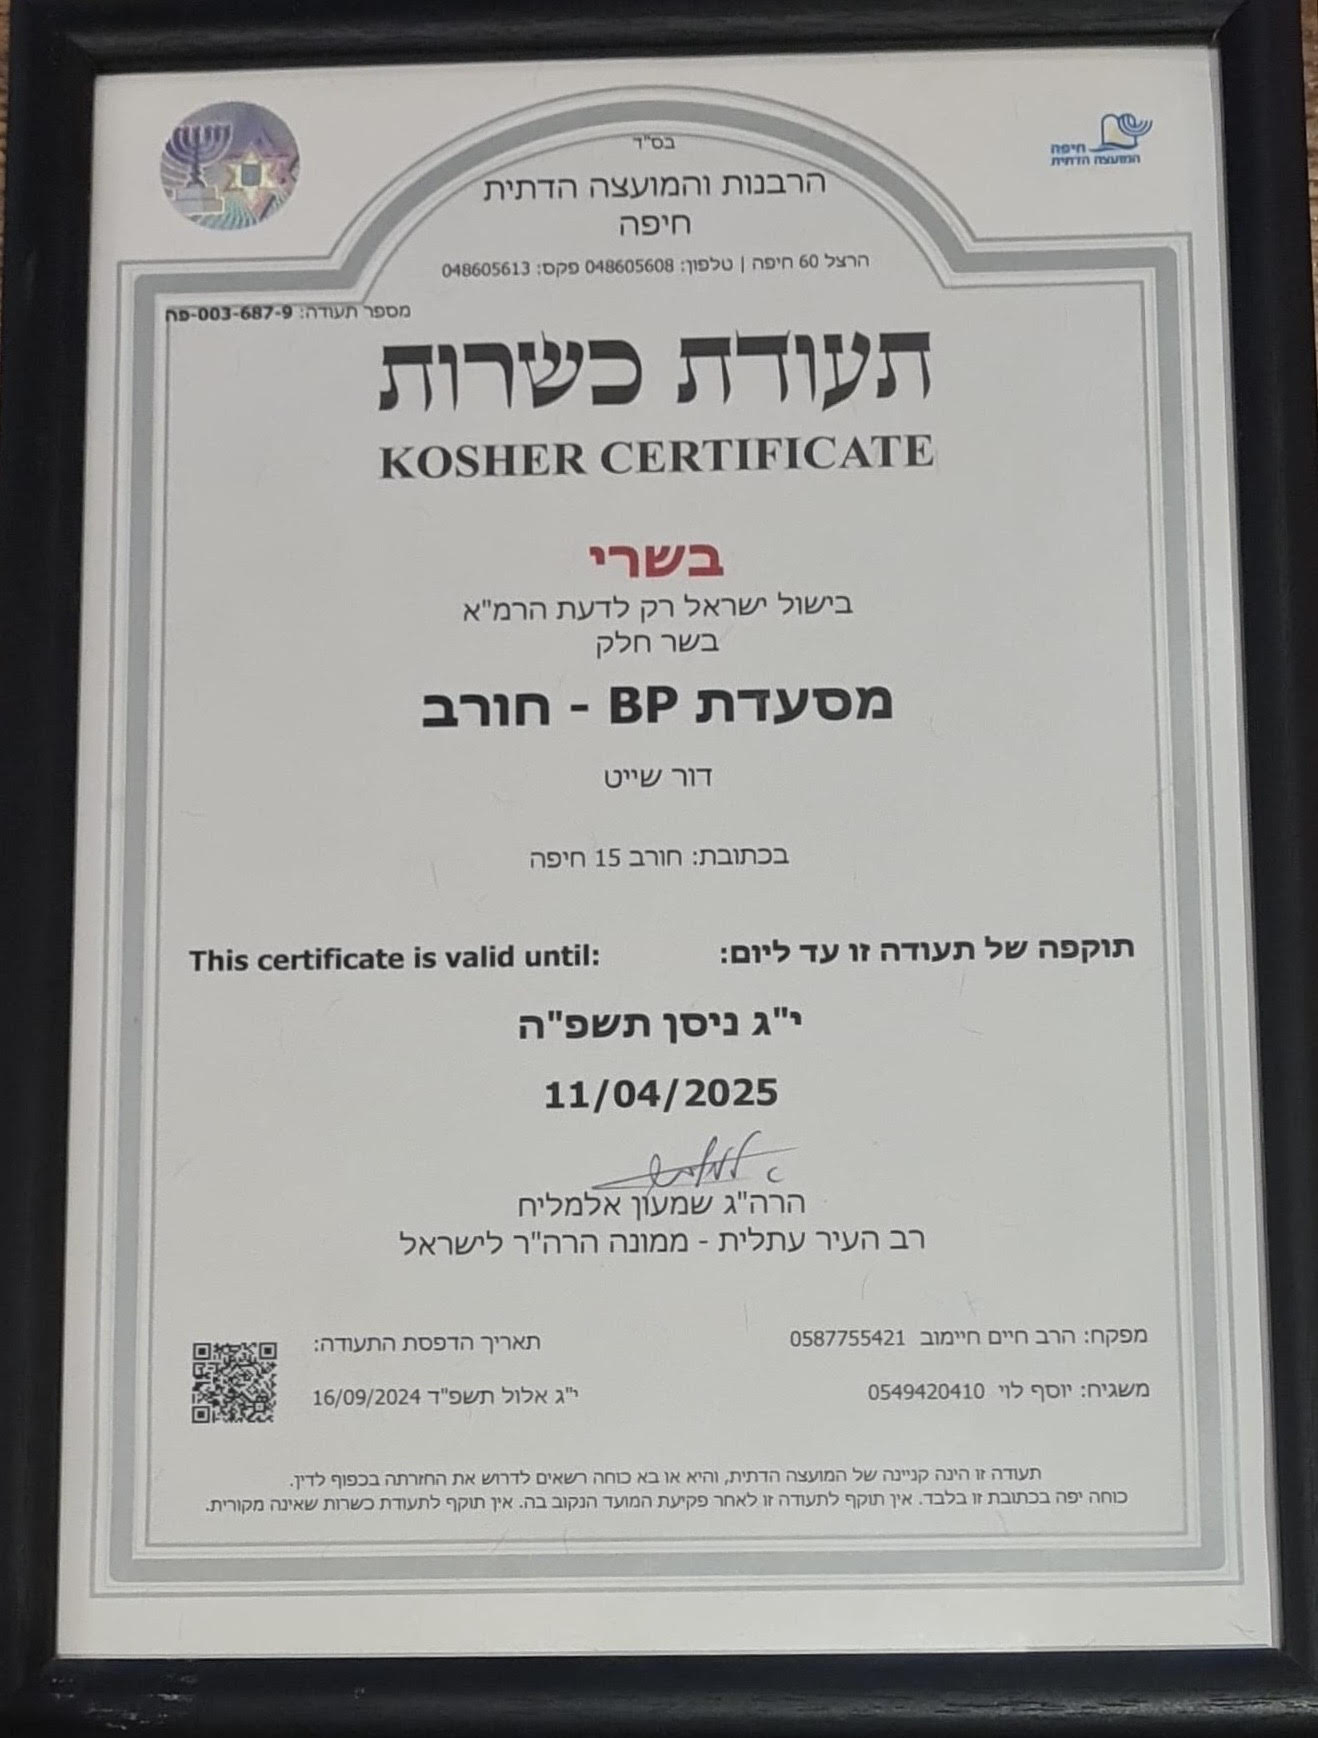 חיפה
המועצה הדתית
בס"ד
הרבנות והמועצה הדתית
חיפה
הרצל 60 חיפה | טלפון: 048605608 פקס: 048605613
מספר תעודה: 003-687-9-פח
תעודת כשרות
KOSHER CERTIFICATE
בשרי
בישול ישראל רק לדעת הרמ"א
בשר חלק
מסעדת BP - חורב
דור שייט
בכתובת: חורב 15 חיפה
תוקפה של תעודה זו עד ליום:
This certificate is valid until:
י"ג ניסן תשפ"ה
11/04/2025
הרה"ג שמעון אלמליח
רב העיר עתלית - ממונה הרה"ר לישראל
מפקח: הרב חיים חיימוב 0587755421
משגיח: יוסף לוי 0549420410
תאריך הדפסת התעודה:
י"ג אלול תשפ"ד 16/09/2024
תעודה זו הינה קניינה של המועצה הדתית, והיא או בא כוחה רשאים לדרוש את החזרתה בכפוף לדין.
כוחה יפה בכתובת זו בלבד. אין תוקף לתעודה זו לאחר פקיעת המועד הנקוב בה. אין תוקף לתעודת כשרות שאינה מקורית.